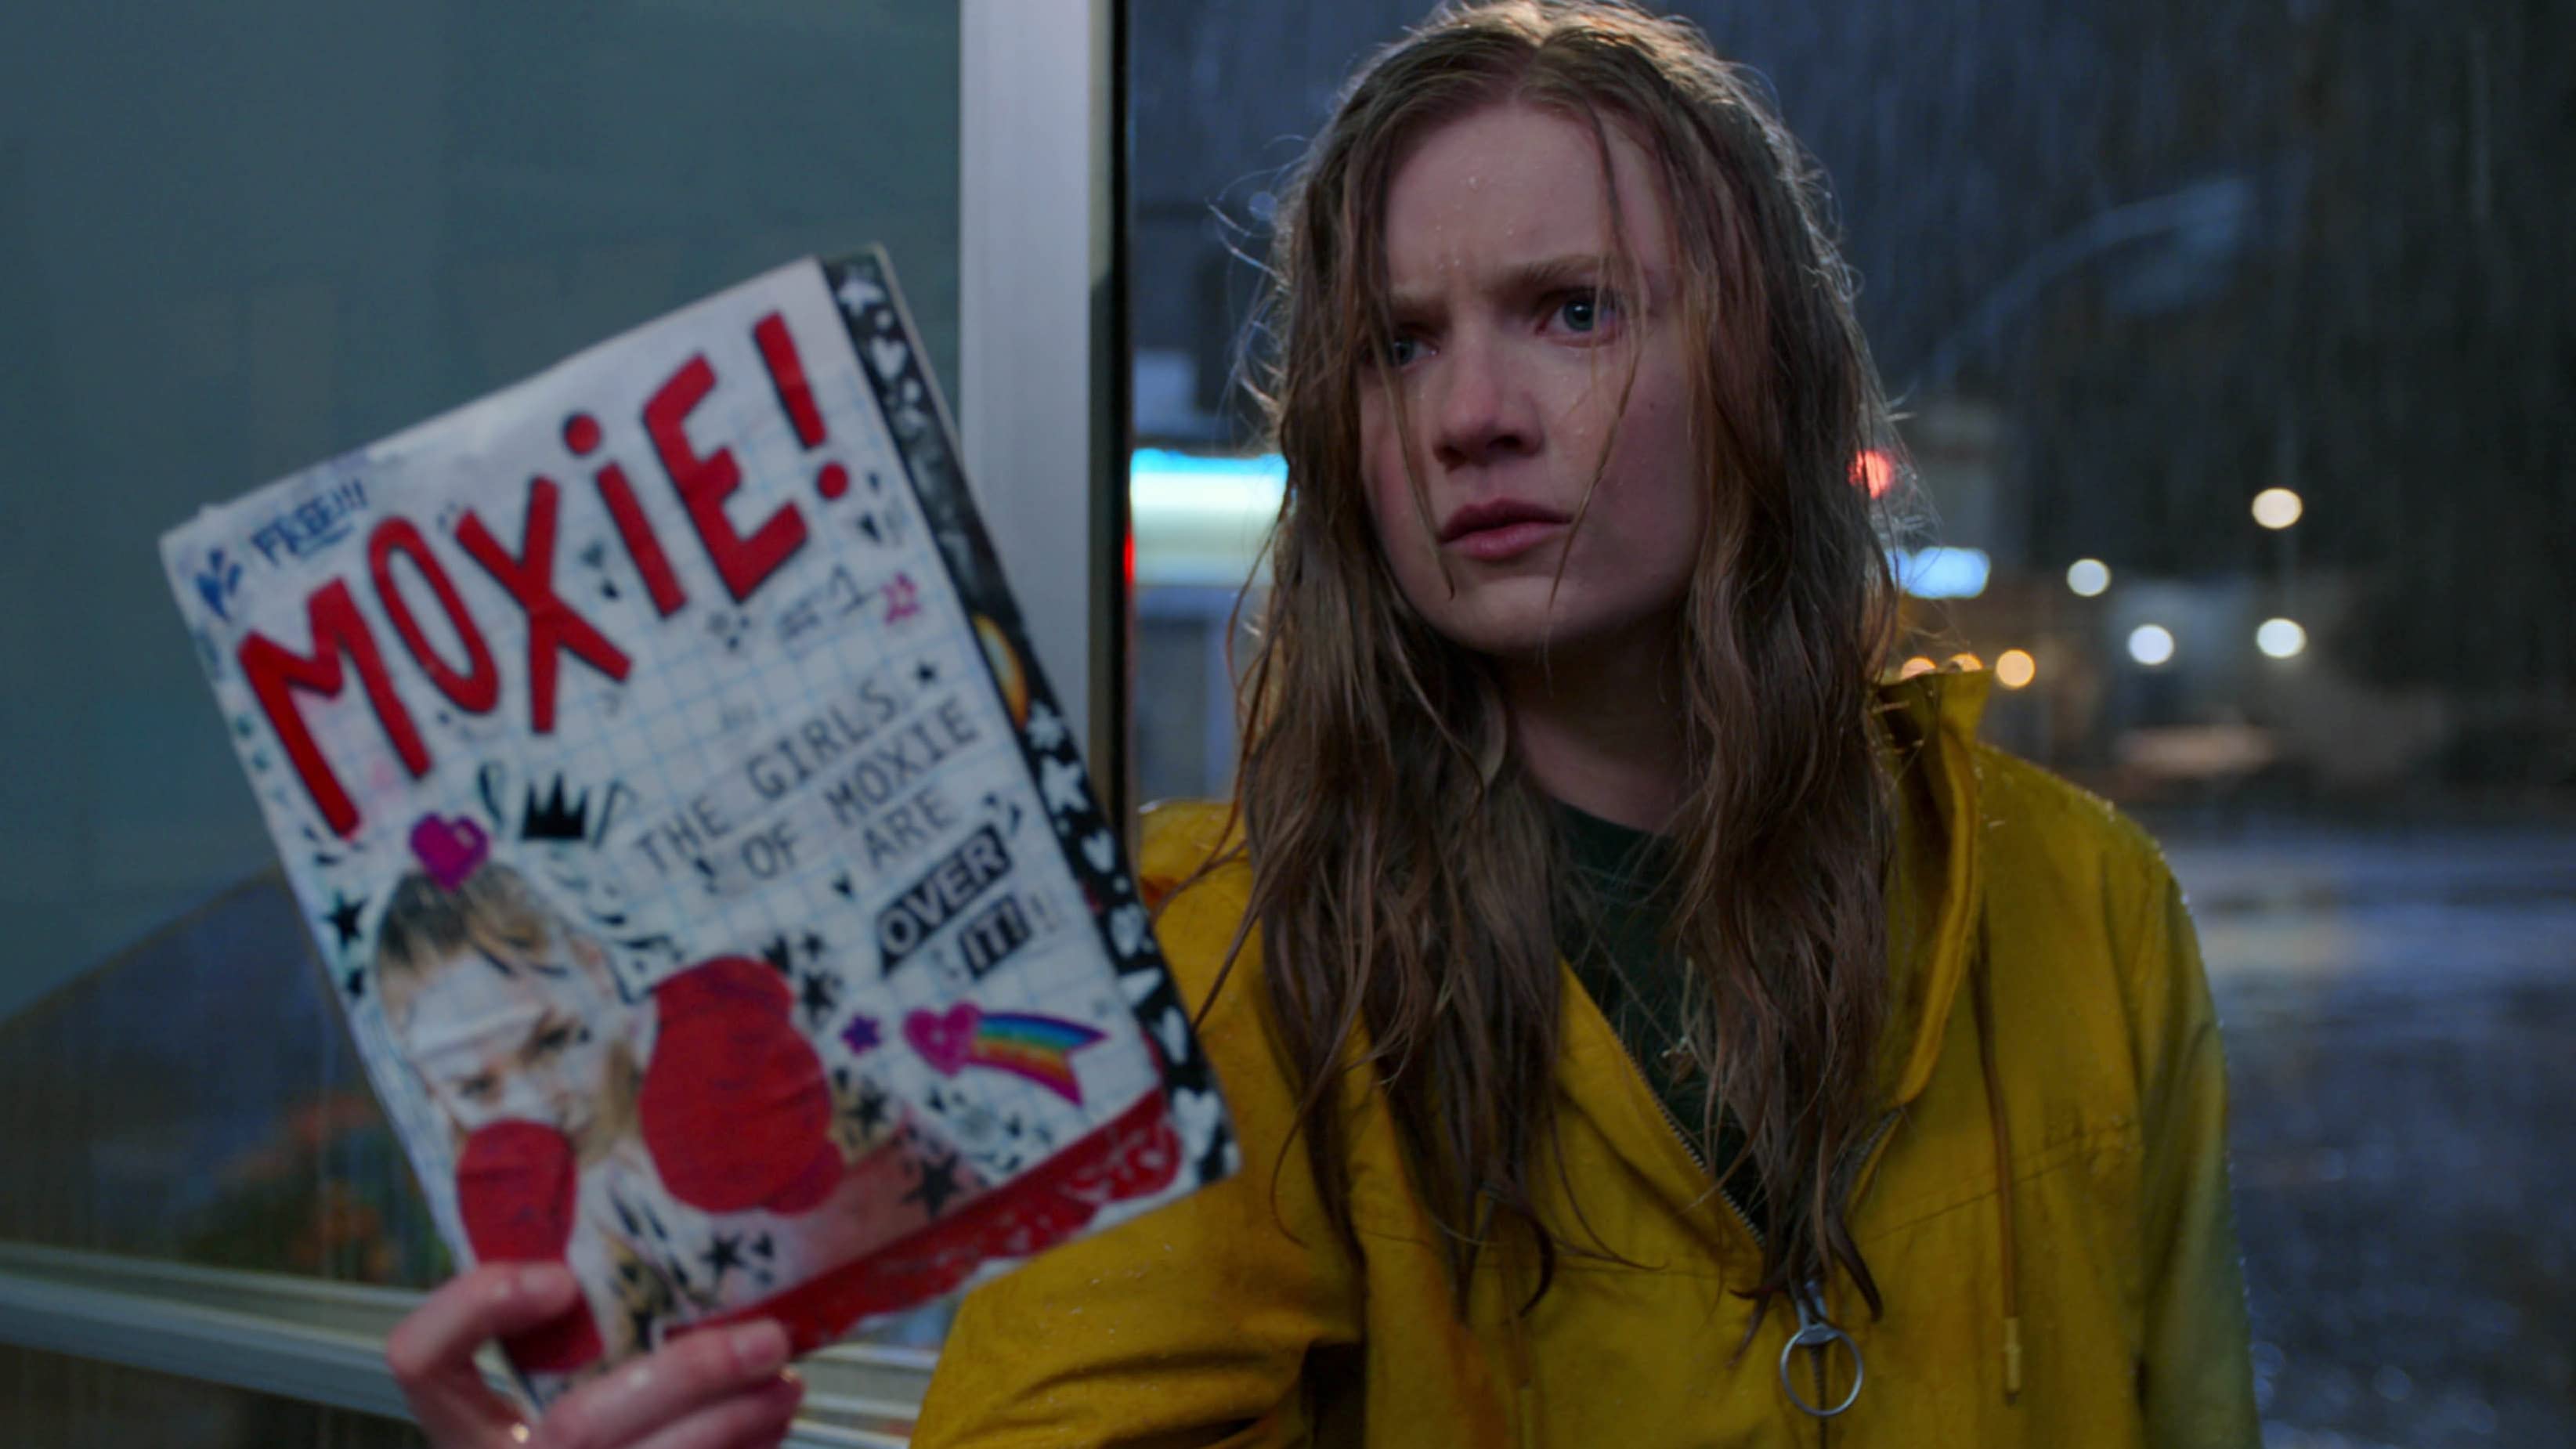 FREE!!!
MOXiE!
#1
THE GIRLS
OF MOXIE
ARE
OVER
IT!